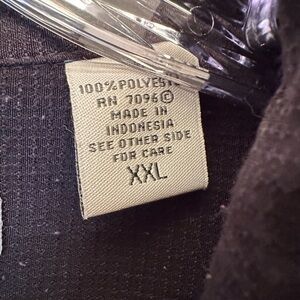 100%POLYEST
RN 7096©
MADE IN
INDONESIA
SEE OTHER SIDE
FOR CARE
XXL